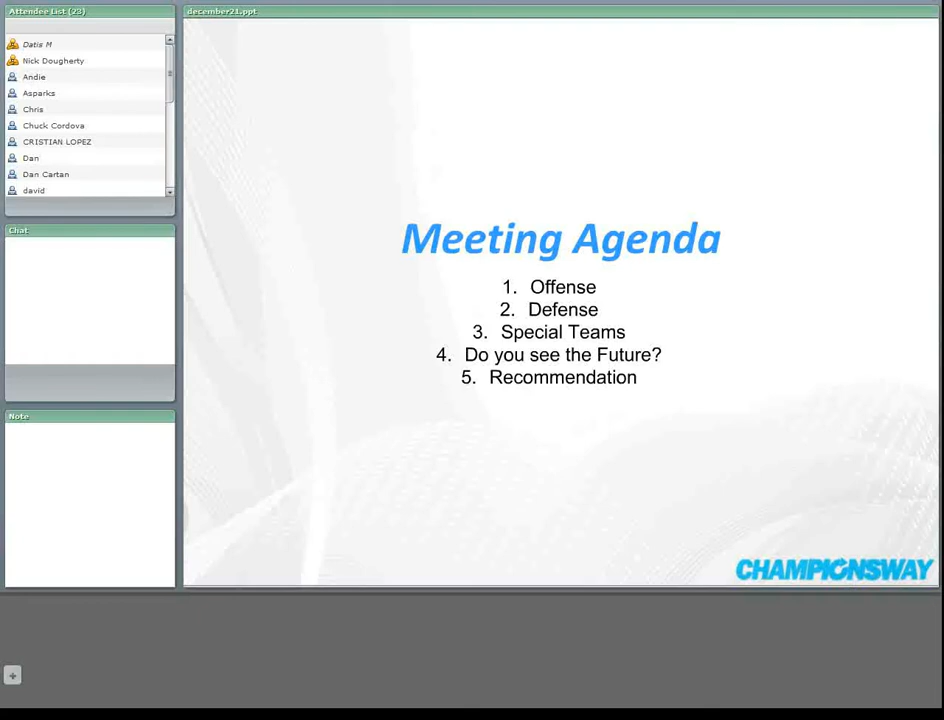 Attendee List (23)
Datis M
Nick Dougherty
Andie
Asparks
Chris
Chuck Cordova
CRISTIAN LOPEZ
Dan
Dan Cartan
david
Chat
Note
december21.ppt
Meeting Agenda
1. Offense
2. Defense
3. Special Teams
4. Do you see the Future?
5. Recommendation
CHAMPIONSWAY